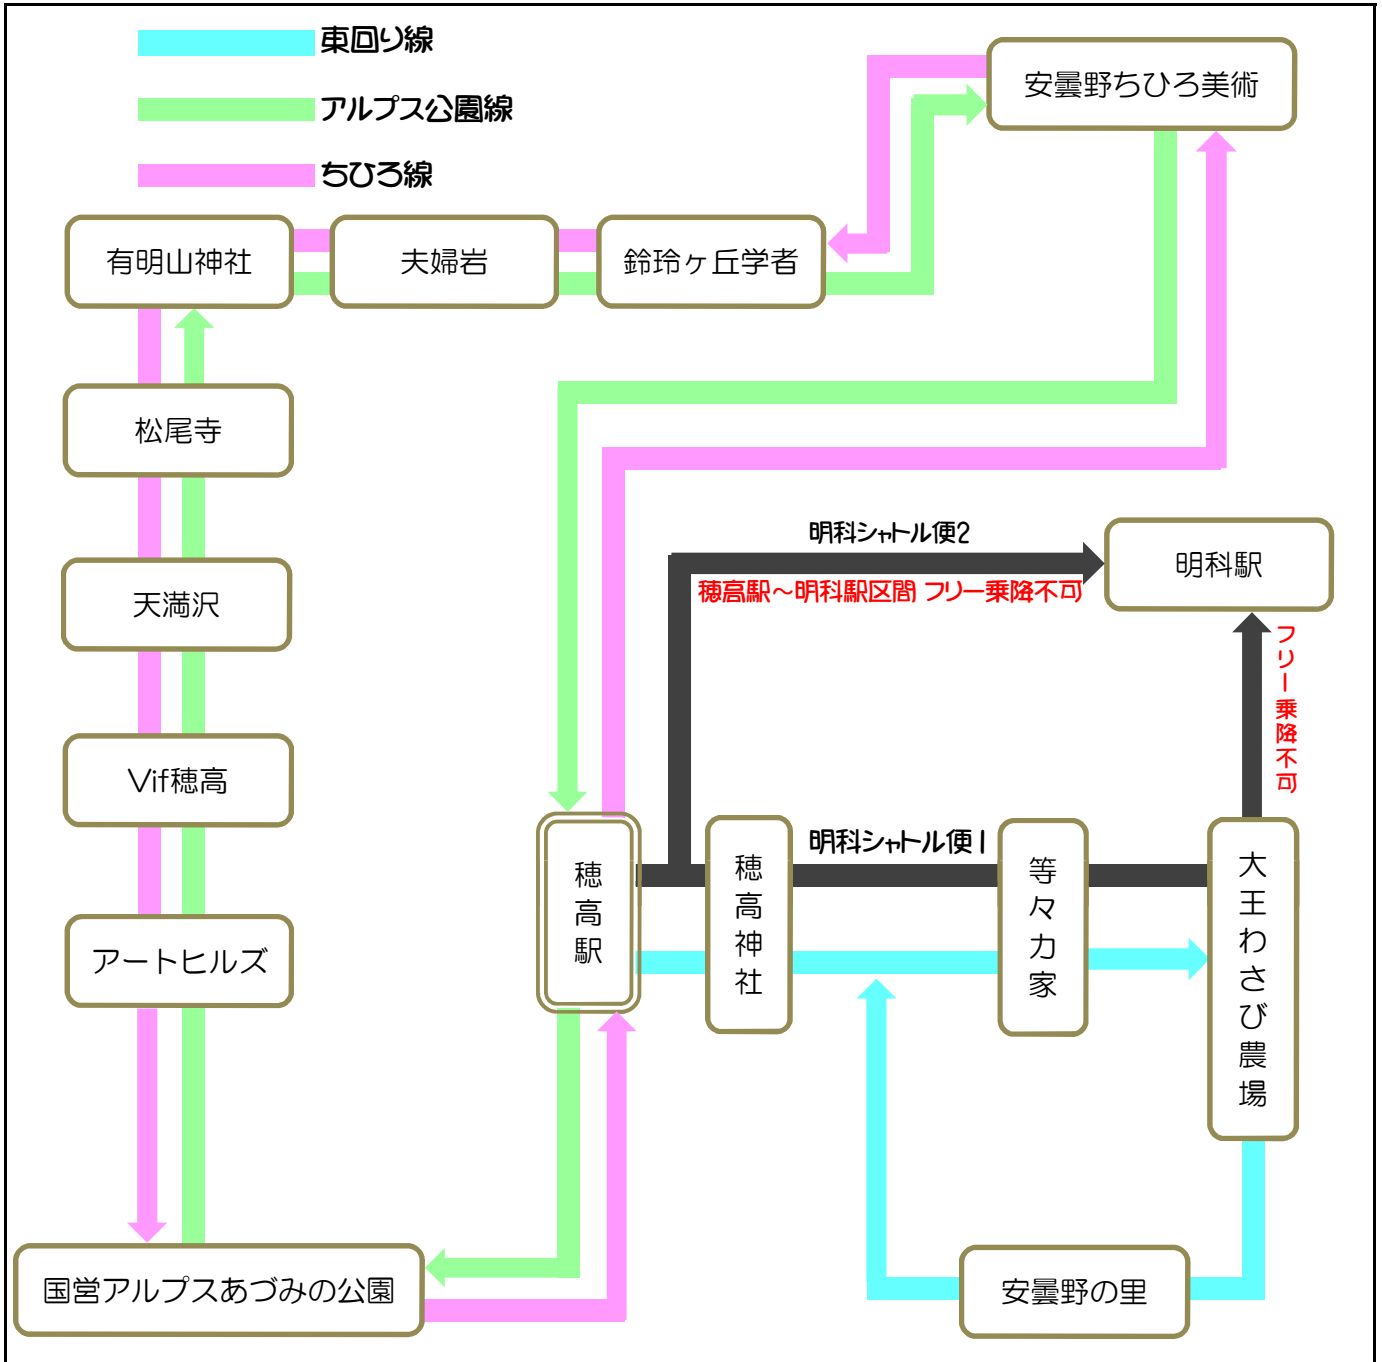 東回り線
アルプス公園線
ちひろ線
安曇野ちひろ美術
有明山神社
夫婦岩
鈴玲ヶ丘学者
松尾寺
天満沢
Vif穂高
アートヒルズ
国営アルプスあづみの公園
明科シャトル便2
穂高駅～明科駅区間 フリー乗降不可
明科駅
フリー乗降不可
明科シャトル便1
穂高駅
穂高神社
等々力家
大王わさび農場
安曇野の里